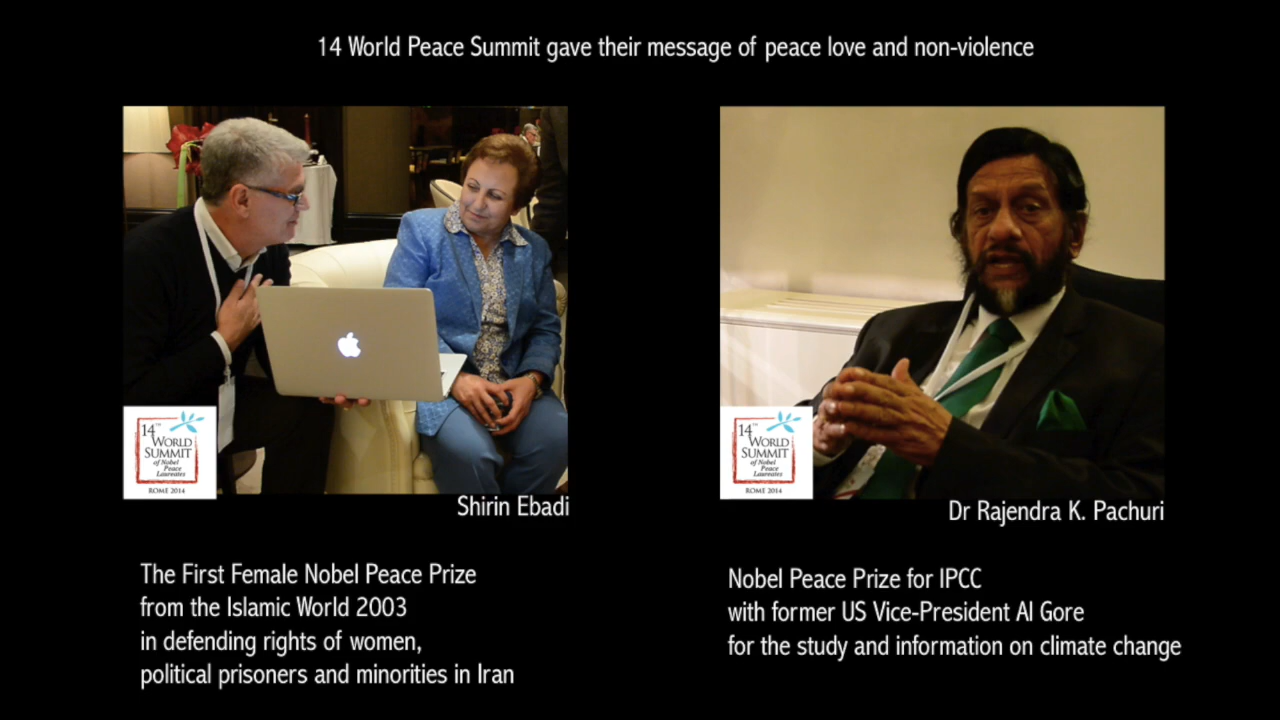 14 World Peace Summit gave their message of peace love and non-violence
14TH
WORLD
SUMMIT
of Nobel
Peace
Laureates
ROME 2014
Shirin Ebadi
The First Female Nobel Peace Prize
from the Islamic World 2003
in defending rights of women,
political prisoners and minorities in Iran
14TH
WORLD
SUMMIT
of Nobel
Peace
Laureates
ROME 2014
Dr Rajendra K. Pachuri
Nobel Peace Prize for IPCC
with former US Vice-President Al Gore
for the study and information on climate change